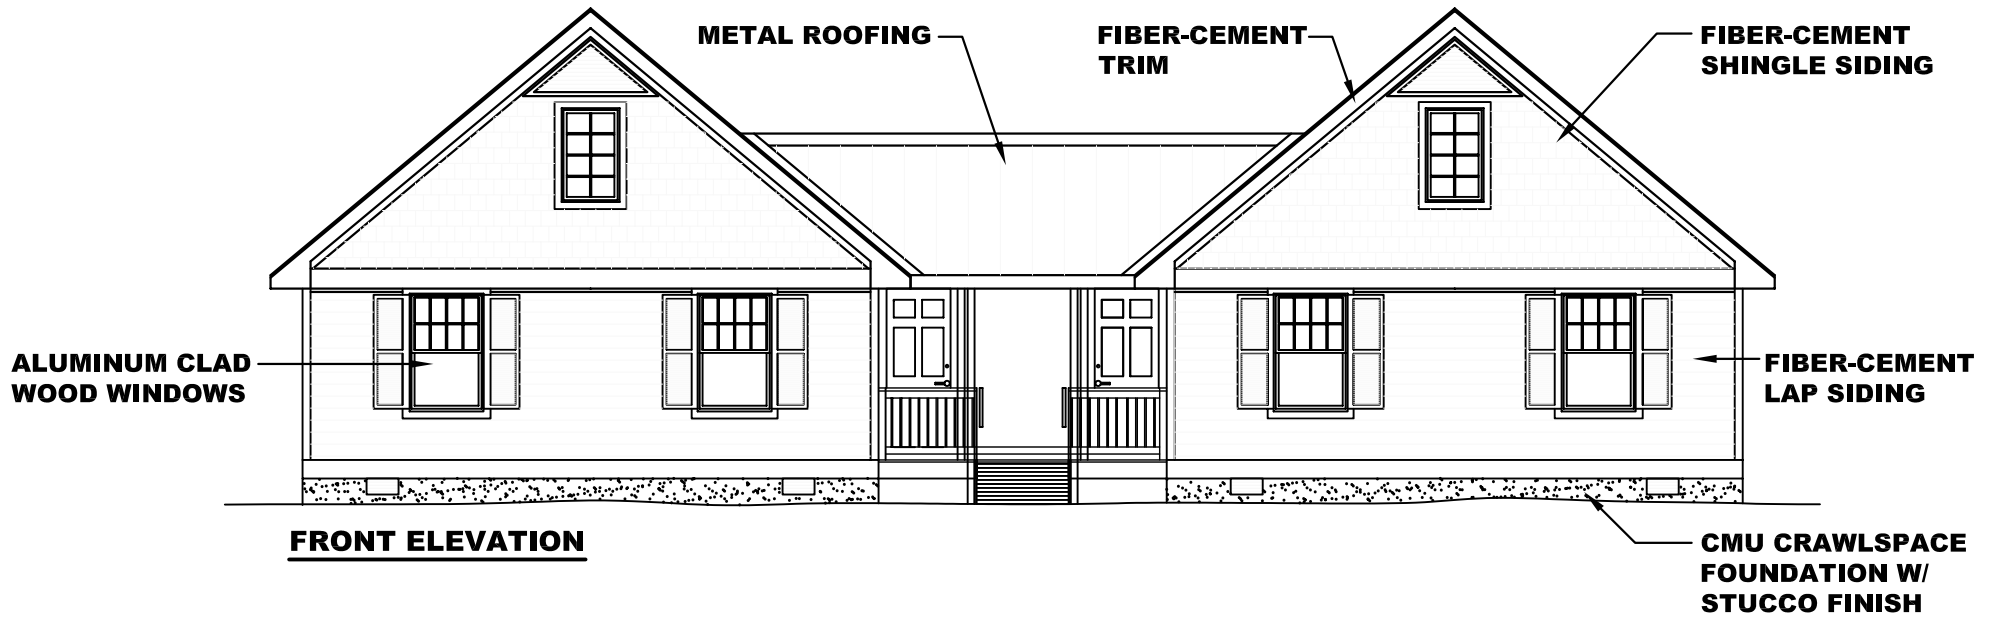 METAL ROOFING
FIBER-CEMENT
TRIM
FIBER-CEMENT
SHINGLE SIDING
ALUMINUM CLAD
WOOD WINDOWS
FIBER-CEMENT
LAP SIDING
FRONT ELEVATION
CMU CRAWLSPACE
FOUNDATION W/
STUCCO FINISH